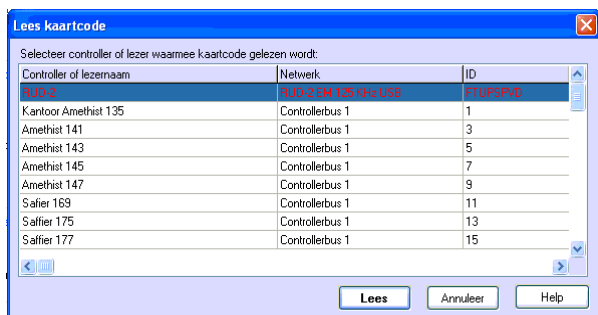 Lees kaartcode
Selecteer controller of lezer waarmee kaartcode gelezen wordt:
Controller of lezernaam Netwerk ID
RUD-2 RUD-2 EM 125 KHz USB FTUPSPVD
Kantoor Amethist 135 Controllerbus 1 1
Amethist 141 Controllerbus 1 3
Amethist 143 Controllerbus 1 5
Amethist 145 Controllerbus 1 7
Amethist 147 Controllerbus 1 9
Safier 169 Controllerbus 1 11
Saffier 175 Controllerbus 1 13
Saffier 177 Controllerbus 1 15
Lees Annuleer Help